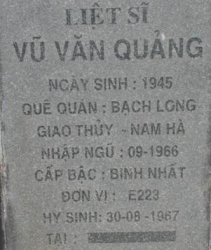 LIỆT SĨ
VŨ VĂN QUẢNG
NGÀY SINH : 1945
QUÊ QUÁN : BẠCH LONG
GIAO THỦY - NAM HÀ
NHẬP NGŨ : 09-1966
CẤP BẬC : BINH NHẤT
ĐƠN VỊ : E223
HY SINH: 30-08-1967
TẠI :